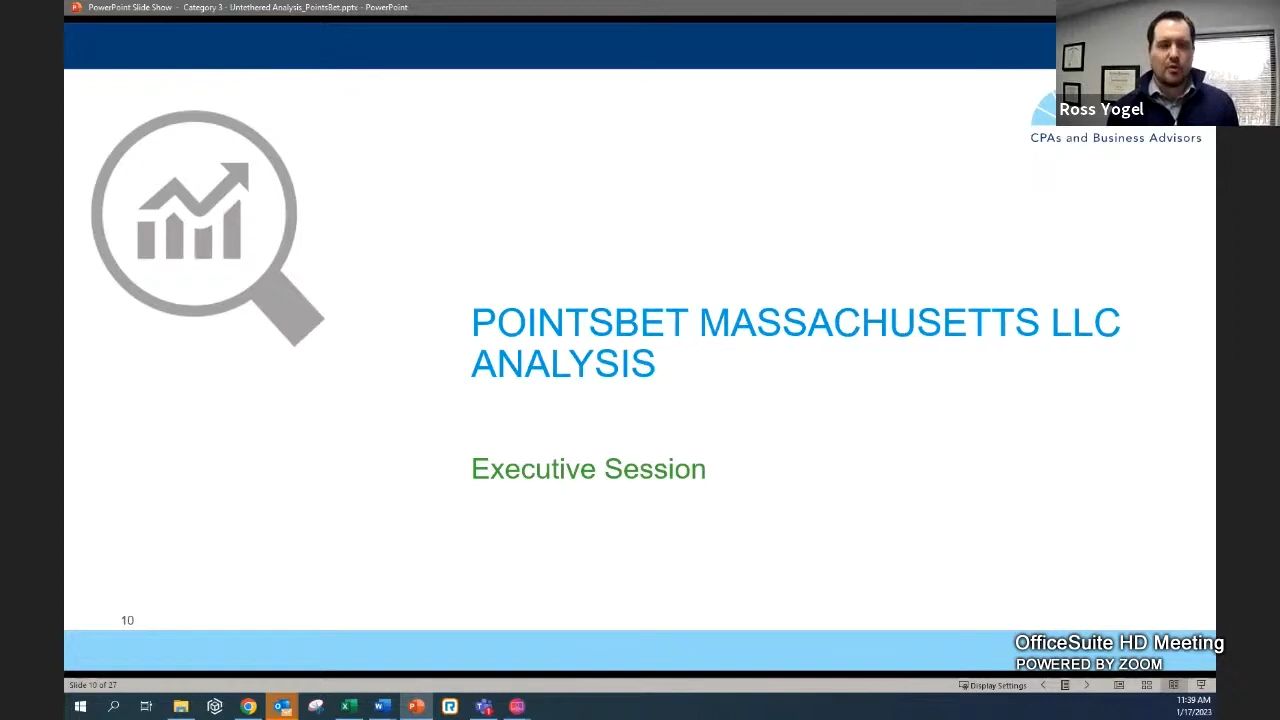 PowerPoint Slide Show - Category 3 - Untethered Analysis_PointsBet.pptx - PowerPoint
Ross Yogel
CPAs and Business Advisors
POINTSBET MASSACHUSETTS LLC
ANALYSIS
Executive Session
10
OfficeSuite HD Meeting
POWERED BY ZOOM
Slide 10 of 27
Display Settings
11:39 AM
1/17/2023